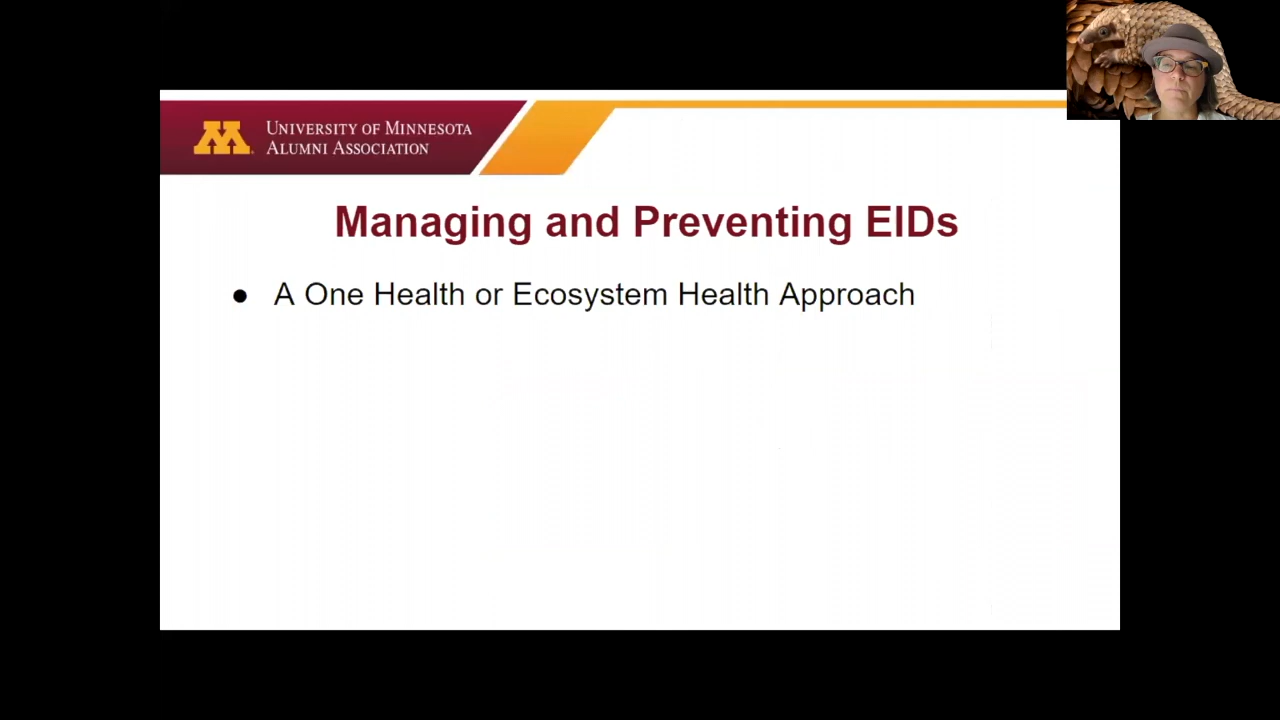 UNIVERSITY OF MINNESOTA
ALUMNI ASSOCIATION
Managing and Preventing EIDs
● A One Health or Ecosystem Health Approach